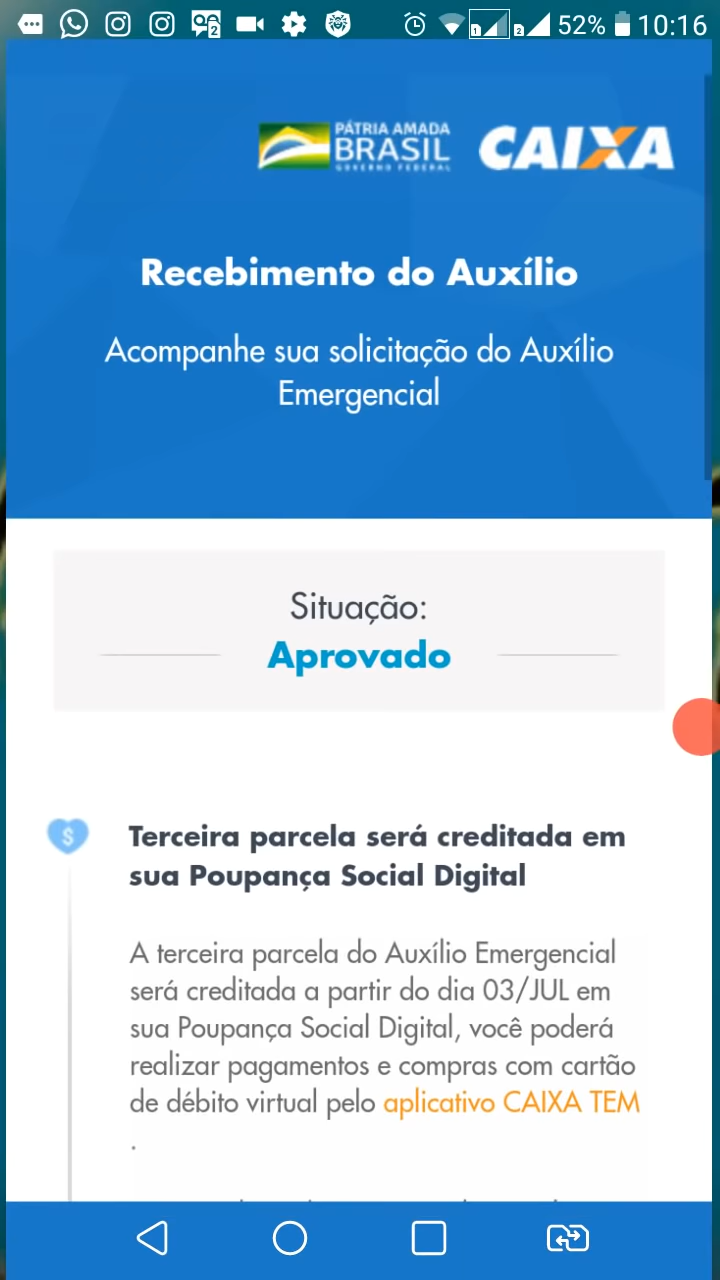 52% 10:16
PÁTRIA AMADA
BRASIL
GOVERNO FEDERAL
CAIXA
Recebimento do Auxílio
Acompanhe sua solicitação do Auxílio
Emergencial
Situação:
Aprovado
$
Terceira parcela será creditada em
sua Poupança Social Digital
A terceira parcela do Auxílio Emergencial
será creditada a partir do dia 03/JUL em
sua Poupança Social Digital, você poderá
realizar pagamentos e compras com cartão
de débito virtual pelo aplicativo CAIXA TEM
.